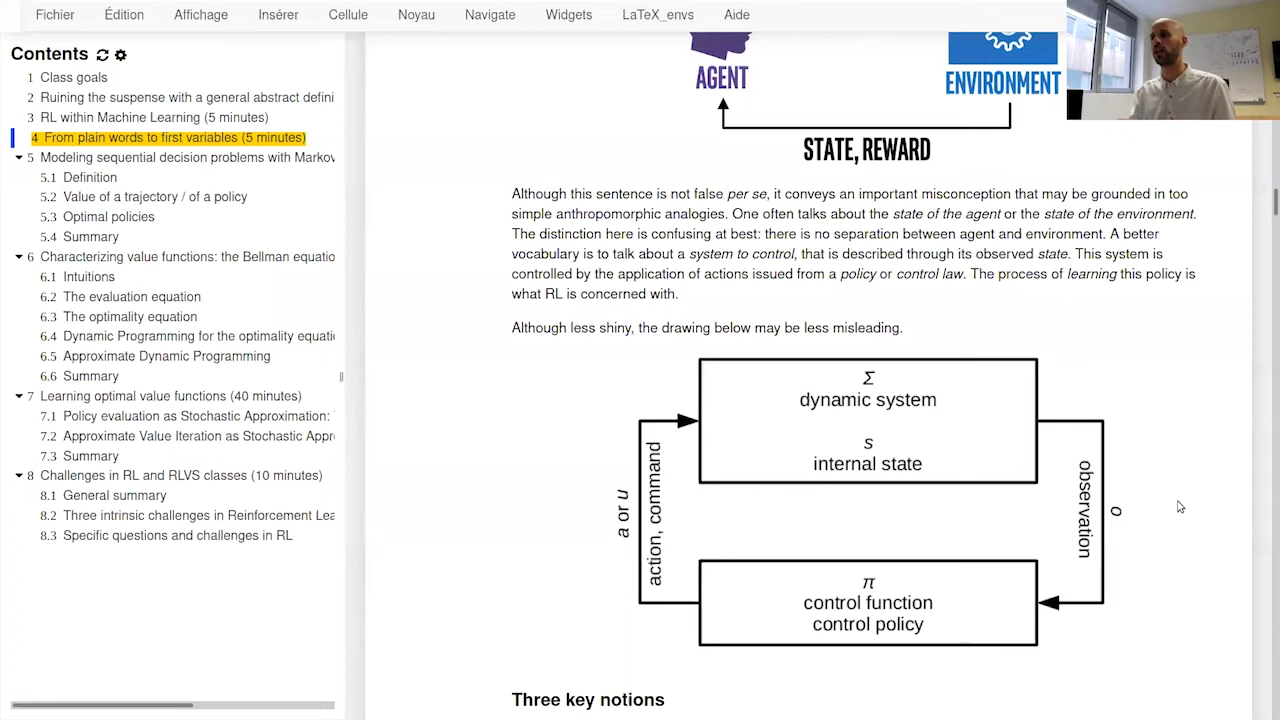 Fichier Édition Affichage Insérer Cellule Noyau Navigate Widgets LaTeX_envs Aide
Contents
1 Class goals
2 Ruining the suspense with a general abstract defini
3 RL within Machine Learning (5 minutes)
4 From plain words to first variables (5 minutes)
5 Modeling sequential decision problems with Markov
5.1 Definition
5.2 Value of a trajectory / of a policy
5.3 Optimal policies
5.4 Summary
6 Characterizing value functions: the Bellman equatio
6.1 Intuitions
6.2 The evaluation equation
6.3 The optimality equation
6.4 Dynamic Programming for the optimality equati
6.5 Approximate Dynamic Programming
6.6 Summary
7 Learning optimal value functions (40 minutes)
7.1 Policy evaluation as Stochastic Approximation:
7.2 Approximate Value Iteration as Stochastic Appr
7.3 Summary
8 Challenges in RL and RLVS classes (10 minutes)
8.1 General summary
8.2 Three intrinsic challenges in Reinforcement Lea
8.3 Specific questions and challenges in RL
AGENT
ENVIRONMENT
STATE, REWARD
Although this sentence is not false per se, it conveys an important misconception that may be grounded in too
simple anthropomorphic analogies. One often talks about the state of the agent or the state of the environment.
The distinction here is confusing at best: there is no separation between agent and environment. A better
vocabulary is to talk about a system to control, that is described through its observed state. This system is
controlled by the application of actions issued from a policy or control law. The process of learning this policy is
what RL is concerned with.
Although less shiny, the drawing below may be less misleading.
Σ
dynamic system
s
internal state
a or u
action, command
observation
o
π
control function
control policy
Three key notions